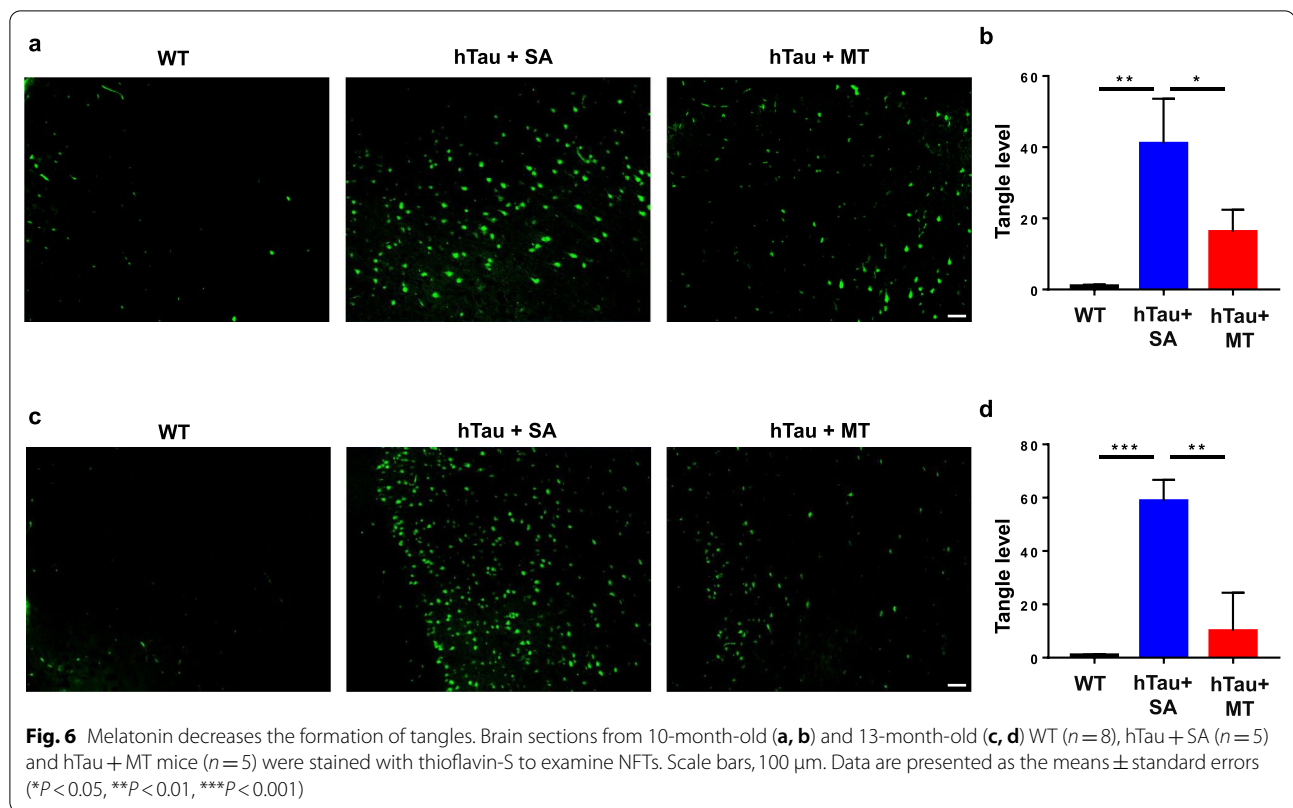 a
WT
hTau + SA
hTau + MT
b
60
40
20
0
Tangle level
**
*
WT
hTau+
SA
hTau+
MT
c
WT
hTau + SA
hTau + MT
d
80
60
40
20
0
Tangle level
***
**
WT
hTau+
SA
hTau+
MT
Fig. 6 Melatonin decreases the formation of tangles. Brain sections from 10-month-old (a, b) and 13-month-old (c, d) WT (n = 8), hTau + SA (n = 5)
and hTau + MT mice (n = 5) were stained with thioflavin-S to examine NFTs. Scale bars, 100 μm. Data are presented as the means ± standard errors
(*P < 0.05, **P < 0.01, ***P < 0.001)